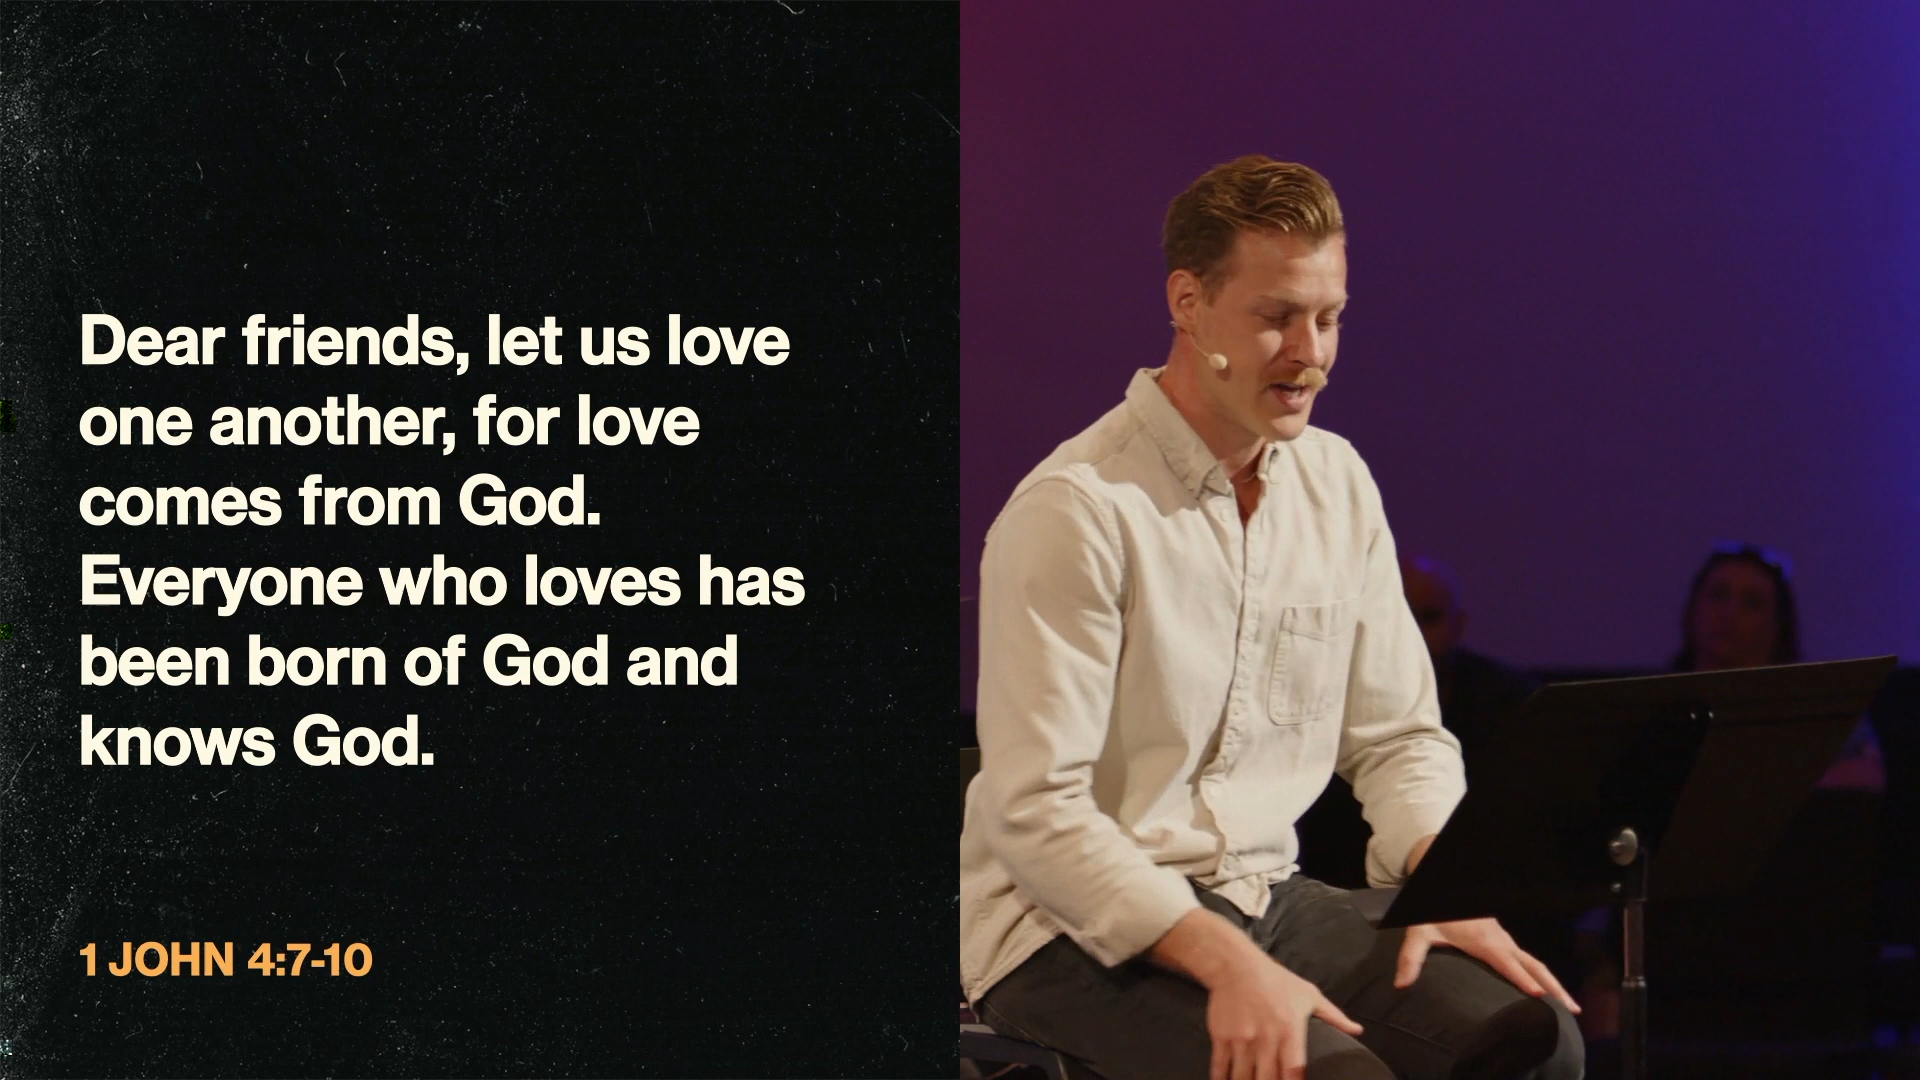 Dear friends, let us love
one another, for love
comes from God.
Everyone who loves has
been born of God and
knows God.
1 JOHN 4:7-10